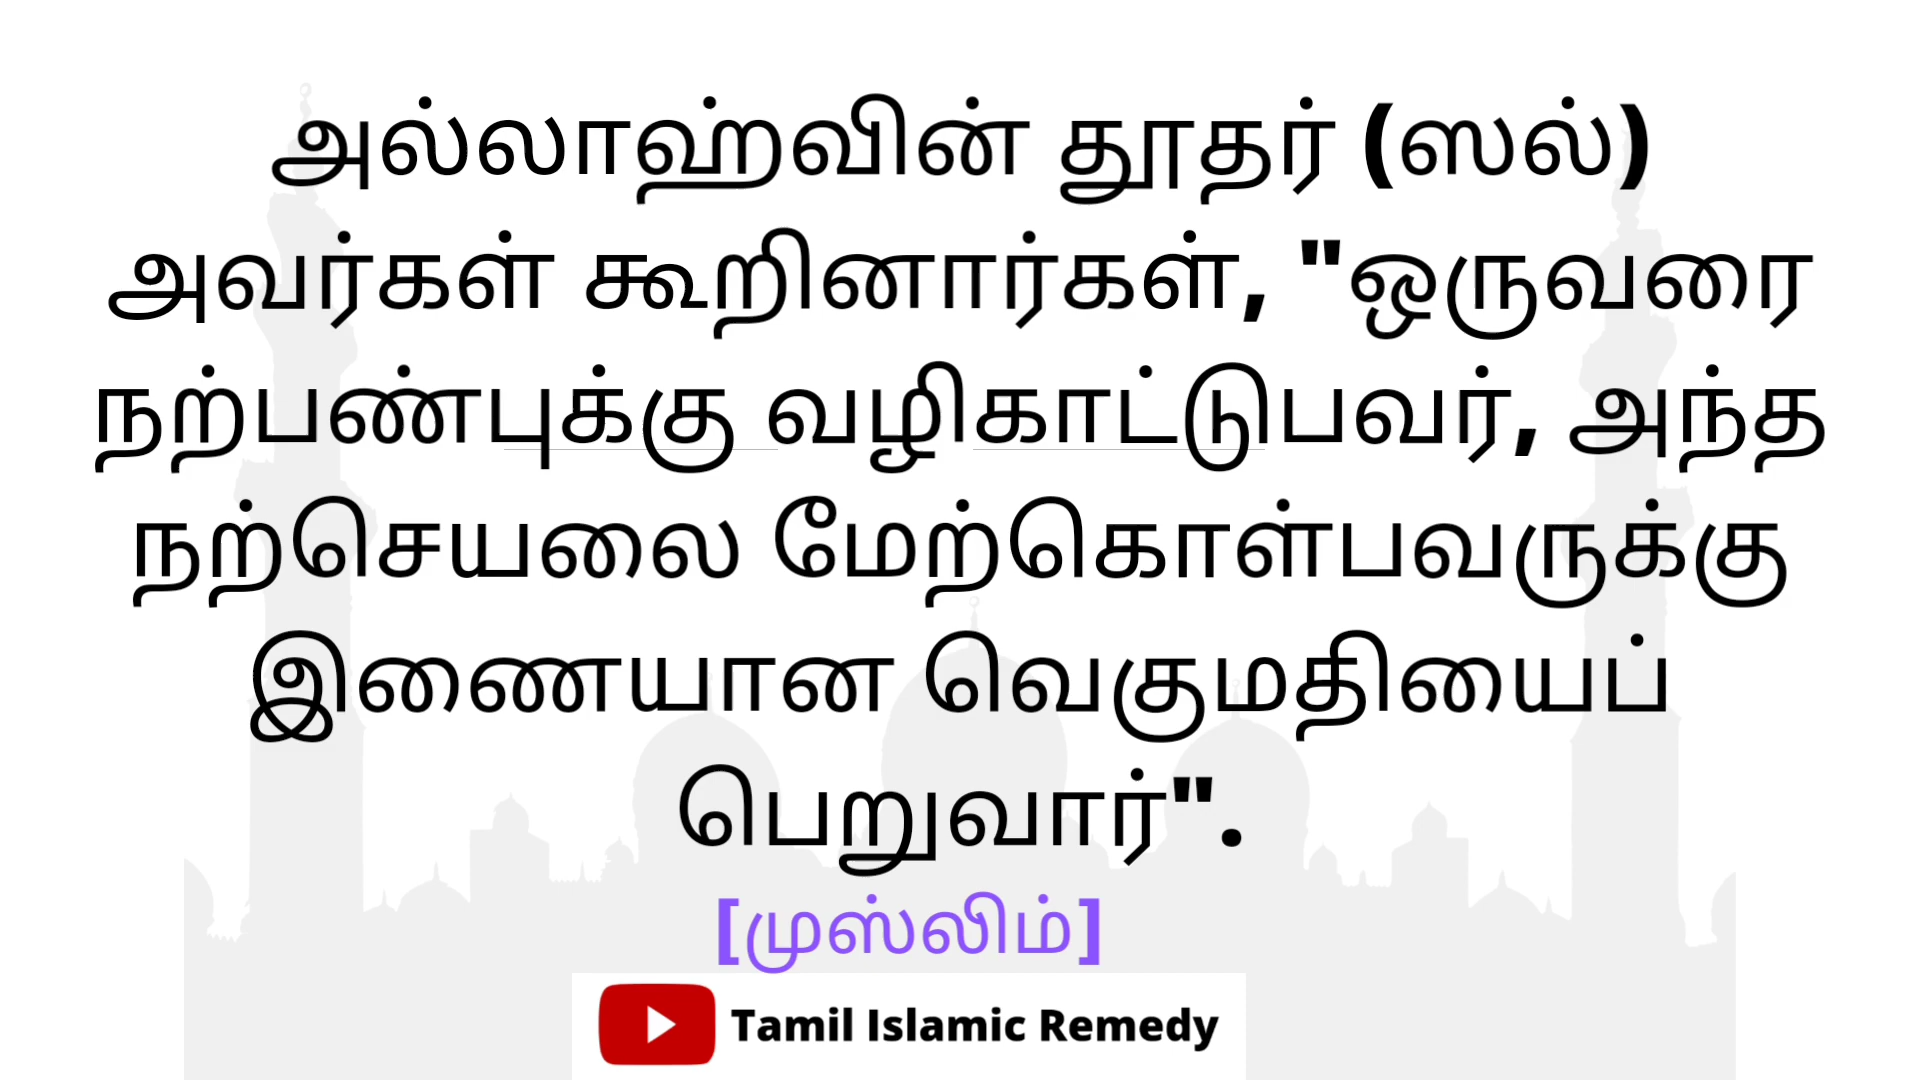 அல்லாஹ்வின் தூதர் (ஸல்)
அவர்கள் கூறினார்கள், "ஒருவரை
நற்பண்புக்கு வழிகாட்டுபவர், அந்த
நற்செயலை மேற்கொள்பவருக்கு
இணையான வெகுமதியைப்
பெறுவார்".
[முஸ்லிம்]
Tamil Islamic Remedy